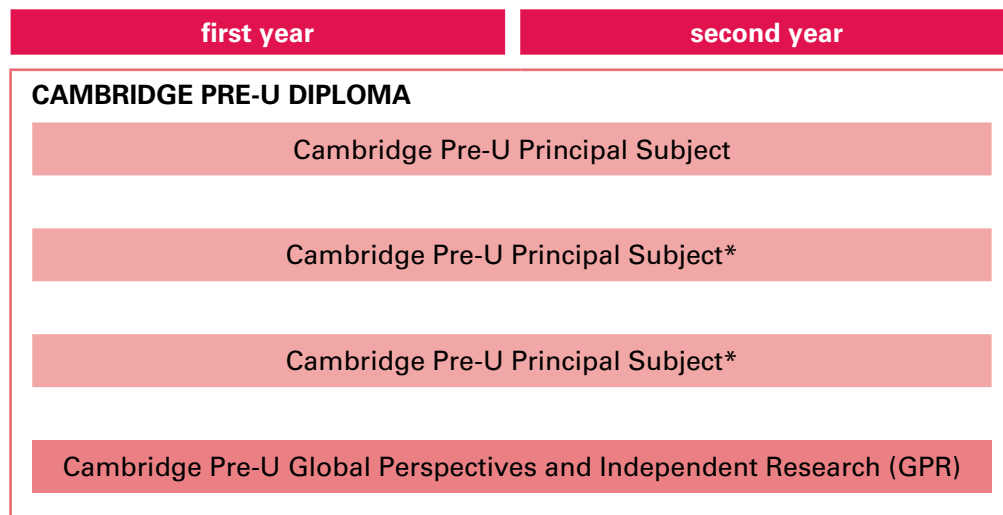 first year
second year
CAMBRIDGE PRE-U DIPLOMA
Cambridge Pre-U Principal Subject
Cambridge Pre-U Principal Subject*
Cambridge Pre-U Principal Subject*
Cambridge Pre-U Global Perspectives and Independent Research (GPR)